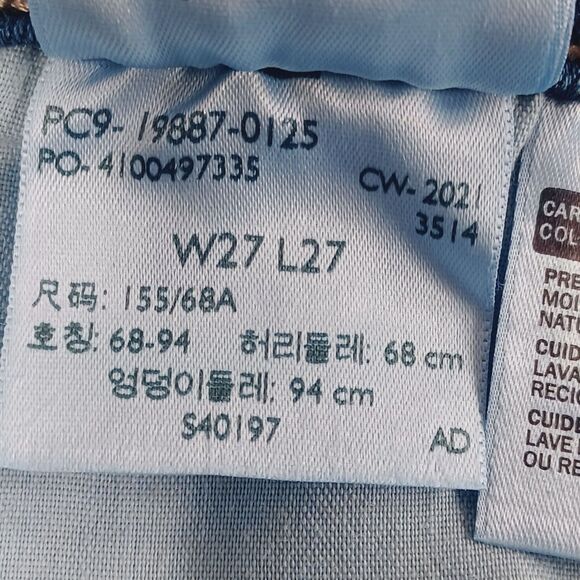 PC9-19887-0125
PO-4100497335
CW-2021
3514
W27 L27
尺码: 155/68A
호칭: 68-94 허리둘레: 68 cm
엉덩이둘레: 94 cm
S40197
AD
CAR
COL
PRE
MOL
NATU
CUID
LAVA
RECIC
CUIDE
LAVE
OU RE